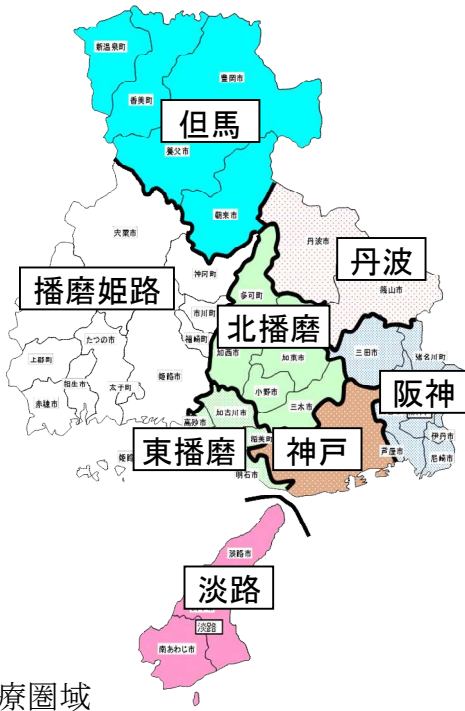 新温泉町
豊岡市
香美町
但馬
養父市
朝来市
宍粟市
丹波市
丹波
神河町
篠山市
播磨姫路
多可町
市川町
北播磨
たつの市
福崎町
加西市
加東市
三田市
猪名川町
上郡町
相生市
太子町
姫路市
小野市
阪神
赤穂市
加古川市
三木市
高砂市
稲美町
伊丹市
東播磨
神戸
芦屋市
尼崎市
明石市
淡路市
淡路
淡路
南あわじ市
療圏域